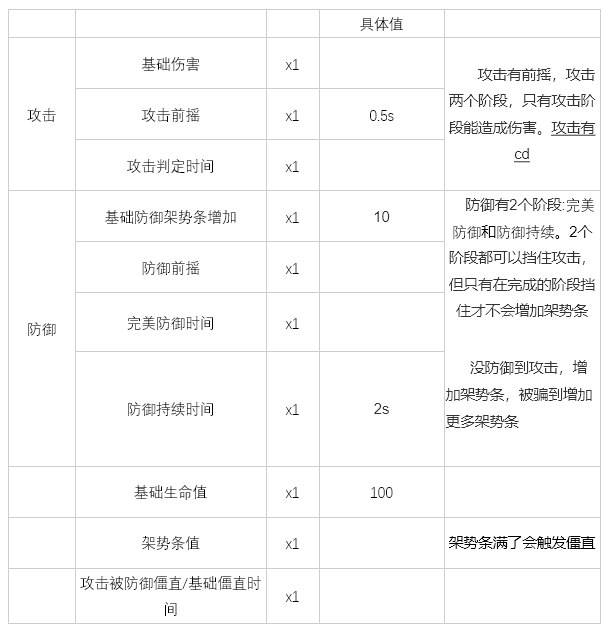 具体值
攻击
基础伤害
x1
攻击前摇
x1
0.5s
攻击判定时间
x1
攻击有前摇，攻击
两个阶段，只有攻击阶
段能造成伤害。攻击有
cd
防御
基础防御架势条增加
x1
10
防御前摇
x1
完美防御时间
x1
防御持续时间
x1
2s
防御有2个阶段:完美
防御和防御持续。2个
阶段都可以挡住攻击，
但只有在完成的阶段挡
住才不会增加架势条
没防御到攻击，增
加架势条，被骗到增加
更多架势条
基础生命值
x1
100
架势条值
x1
架势条满了会触发僵直
攻击被防御僵直/基础僵直时
间
x1